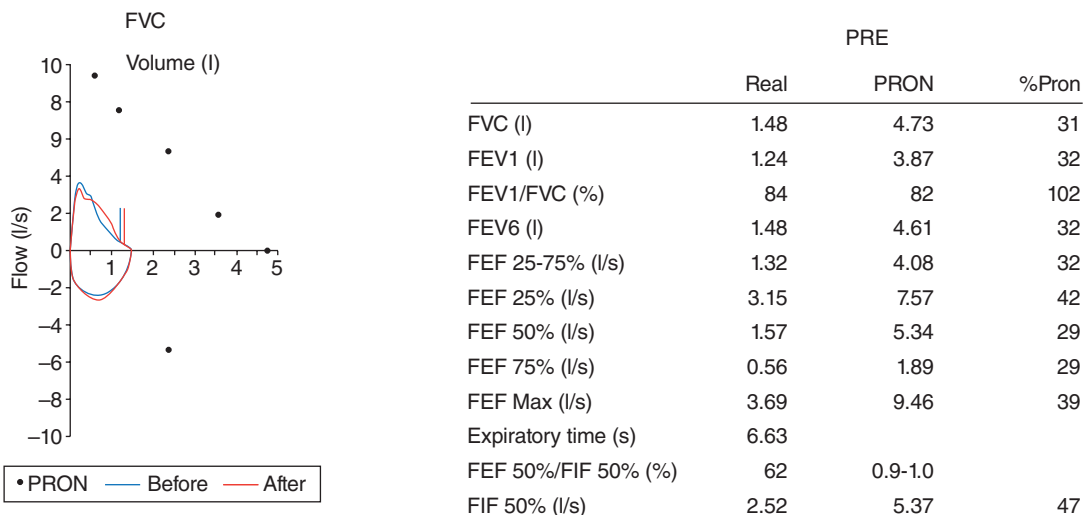 FVC
Volume (l)
10
8
9
4
2
0
–2
–4
–6
–8
–10
1 2 3 4 5
Flow (l/s)
PRON Before After
PRE
Real PRON %Pron
FVC (l) 1.48 4.73 31
FEV1 (l) 1.24 3.87 32
FEV1/FVC (%) 84 82 102
FEV6 (l) 1.48 4.61 32
FEF 25-75% (l/s) 1.32 4.08 32
FEF 25% (l/s) 3.15 7.57 42
FEF 50% (l/s) 1.57 5.34 29
FEF 75% (l/s) 0.56 1.89 29
FEF Max (l/s) 3.69 9.46 39
Expiratory time (s) 6.63
FEF 50%/FIF 50% (%) 62 0.9-1.0
FIF 50% (l/s) 2.52 5.37 47